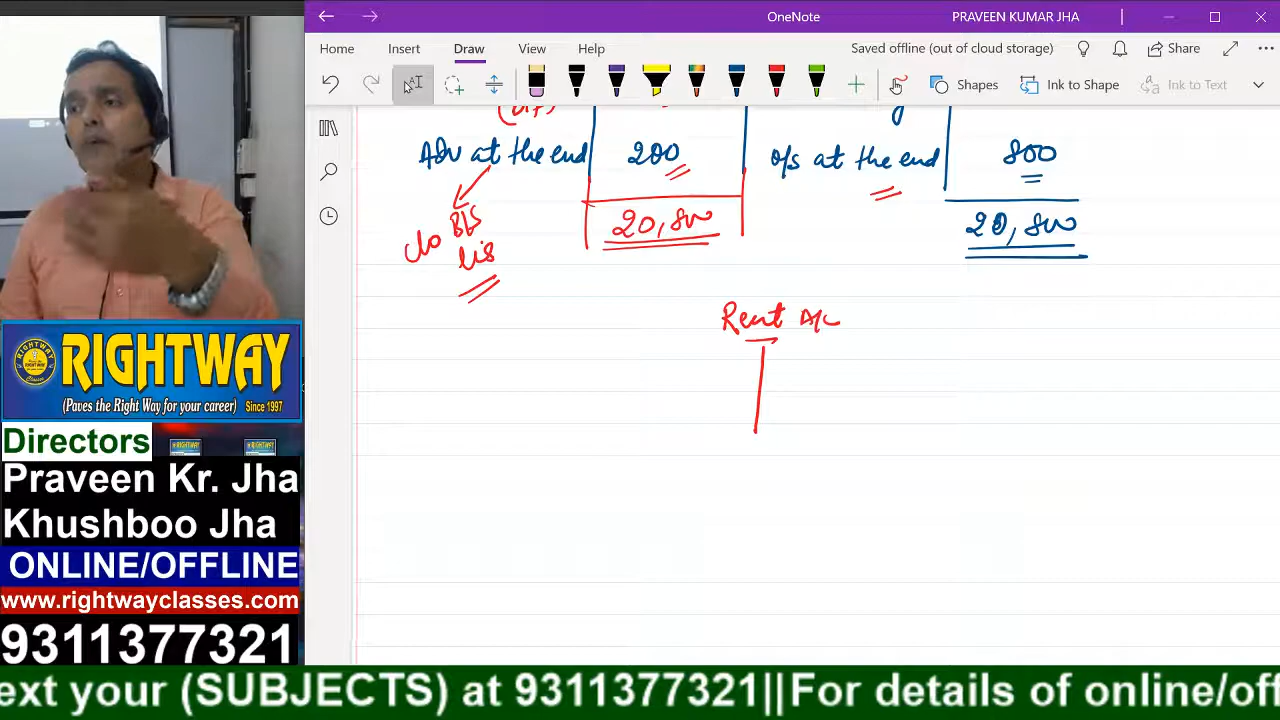 OneNote
PRAVEEN KUMAR JHA
Home Insert Draw View Help
Saved offline (out of cloud storage)
Share
Shapes
Ink to Shape
Ink to Text
Adv at the end 200
O/s at the end 800
20,800
20,800
clo B/S
Rent A/c
RIGHTWAY
(Paves the Right Way for your career) Since 1997
Directors
Praveen Kr. Jha
Khushboo Jha
ONLINE/OFFLINE
www.rightwayclasses.com
9311377321
ext your (SUBJECTS) at 9311377321||For details of online/off